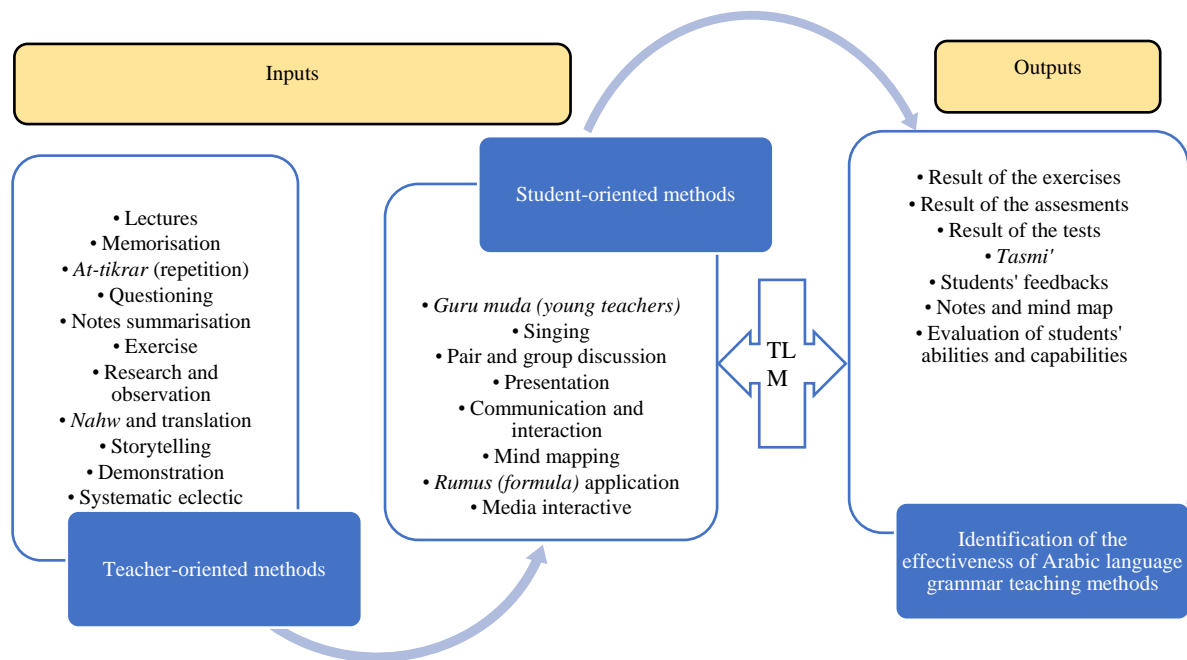 Inputs
Outputs
• Lectures
• Memorisation
• At-tikrar (repetition)
• Questioning
• Notes summarisation
• Exercise
• Research and
observation
• Nahw and translation
• Storytelling
• Demonstration
• Systematic eclectic
Teacher-oriented methods
Student-oriented methods
• Guru muda (young teachers)
• Singing
• Pair and group discussion
• Presentation
• Communication and
interaction
• Mind mapping
• Rumus (formula) application
• Media interactive
TL
M
• Result of the exercises
• Result of the assesments
• Result of the tests
• Tasmi'
• Students' feedbacks
• Notes and mind map
• Evaluation of students'
abilities and capabilities
Identification of the
effectiveness of Arabic language
grammar teaching methods